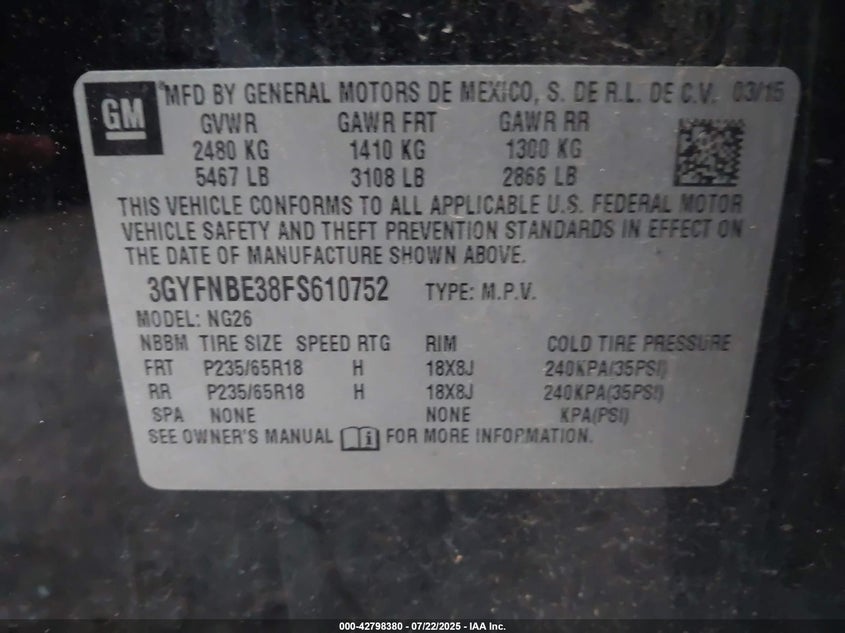 GM
MFD BY GENERAL MOTORS DE MEXICO, S. DE R.L. DE C.V. 03/15
GVWR GAWR FRT GAWR RR
2480 KG 1410 KG 1300 KG
5467 LB 3108 LB 2866 LB
THIS VEHICLE CONFORMS TO ALL APPLICABLE U.S. FEDERAL MOTOR
VEHICLE SAFETY AND THEFT PREVENTION STANDARDS IN EFFECT ON
THE DATE OF MANUFACTURE SHOWN ABOVE.
3GYFNBE38FS610752 TYPE: M.P.V.
MODEL: NG26
NBBM TIRE SIZE SPEED RTG RIM COLD TIRE PRESSURE
FRT P235/65R18 H 18X8J 240KPA(35PSI)
RR P235/65R18 H 18X8J 240KPA(35PSI)
SPA NONE NONE KPA(PSI)
SEE OWNER'S MANUAL FOR MORE INFORMATION.
000-42798380 - 07/22/2025 - IAA Inc.